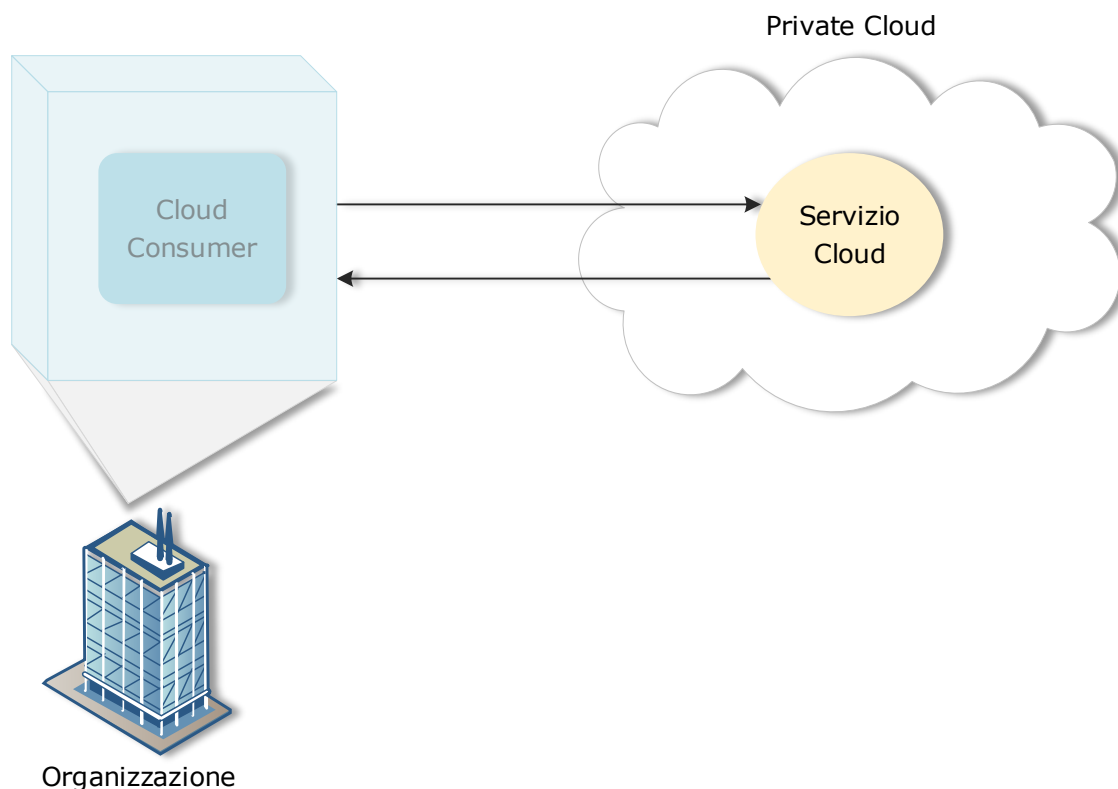 Private Cloud
Cloud
Consumer
Servizio
Cloud
Organizzazione